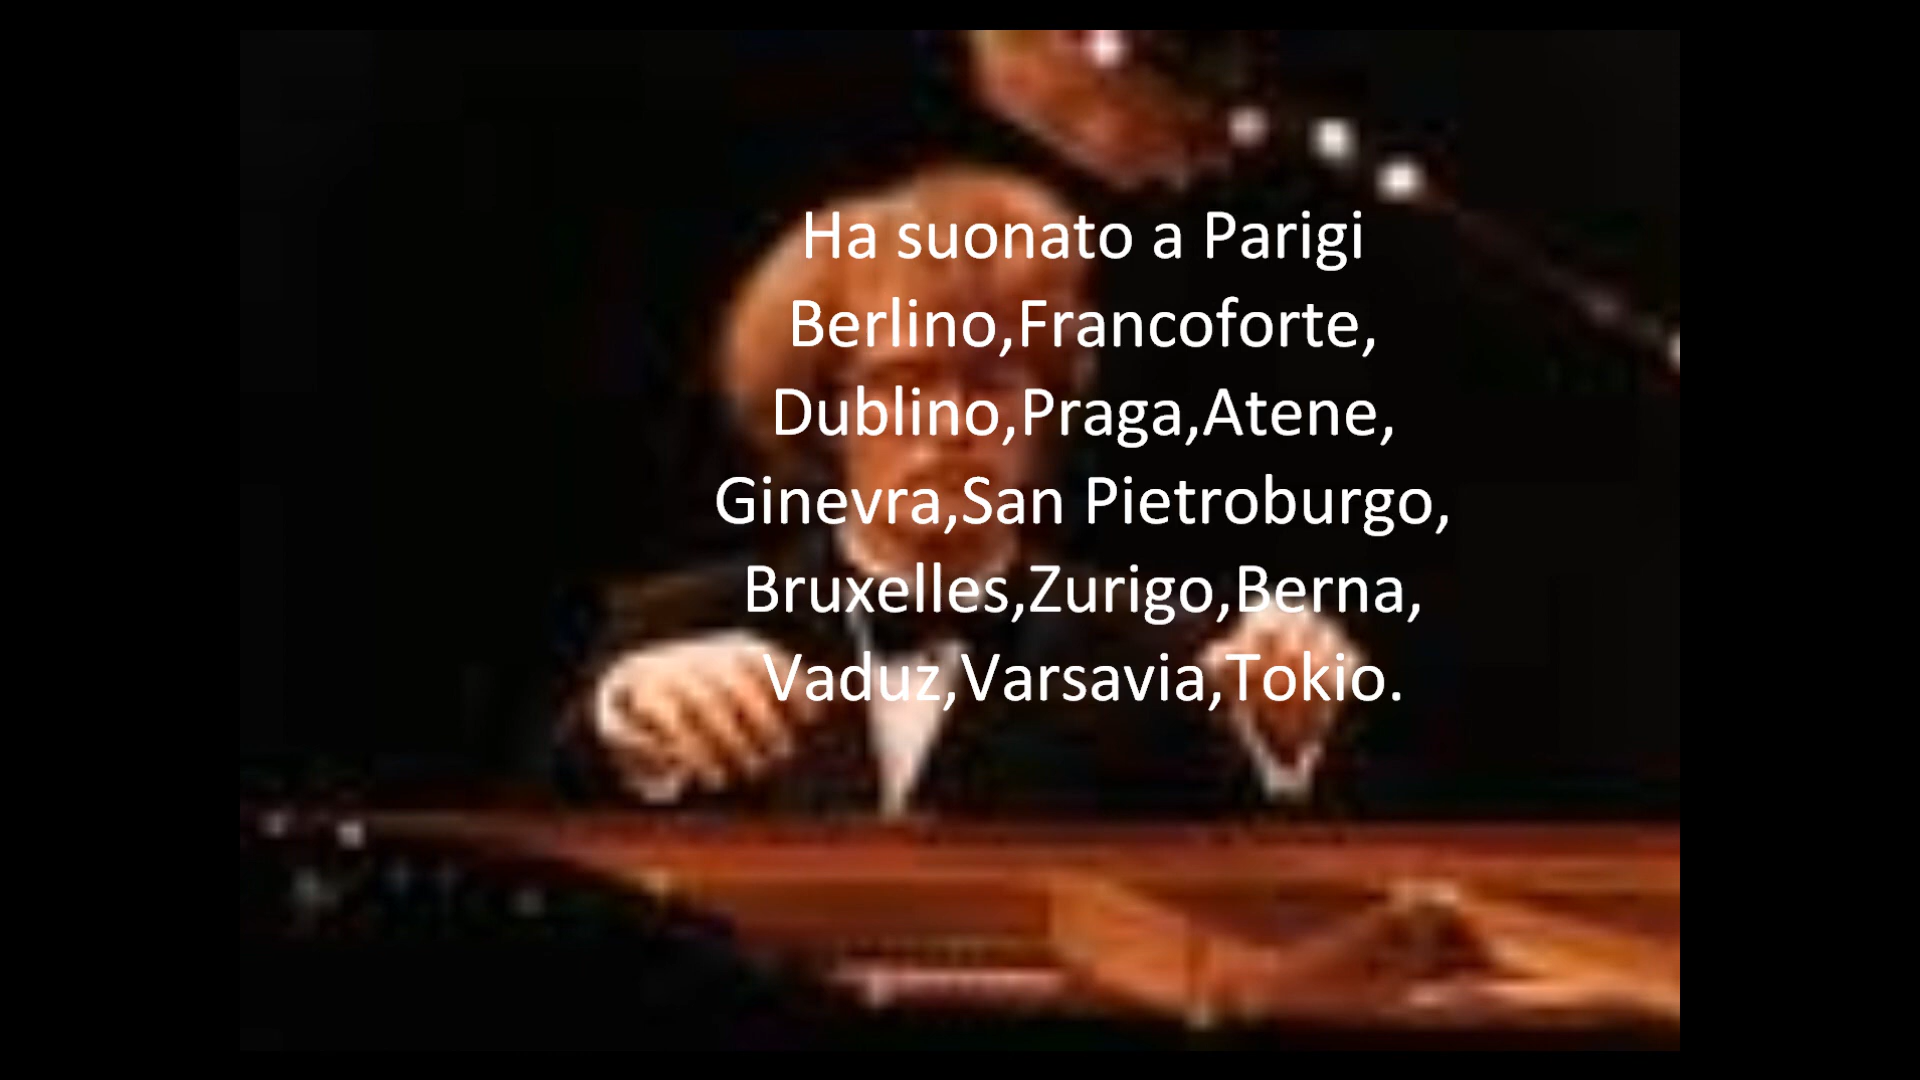 Ha suonato a Parigi
Berlino,Francoforte,
Dublino,Praga,Atene,
Ginevra,San Pietroburgo,
Bruxelles,Zurigo,Berna,
Vaduz,Varsavia,Tokio.